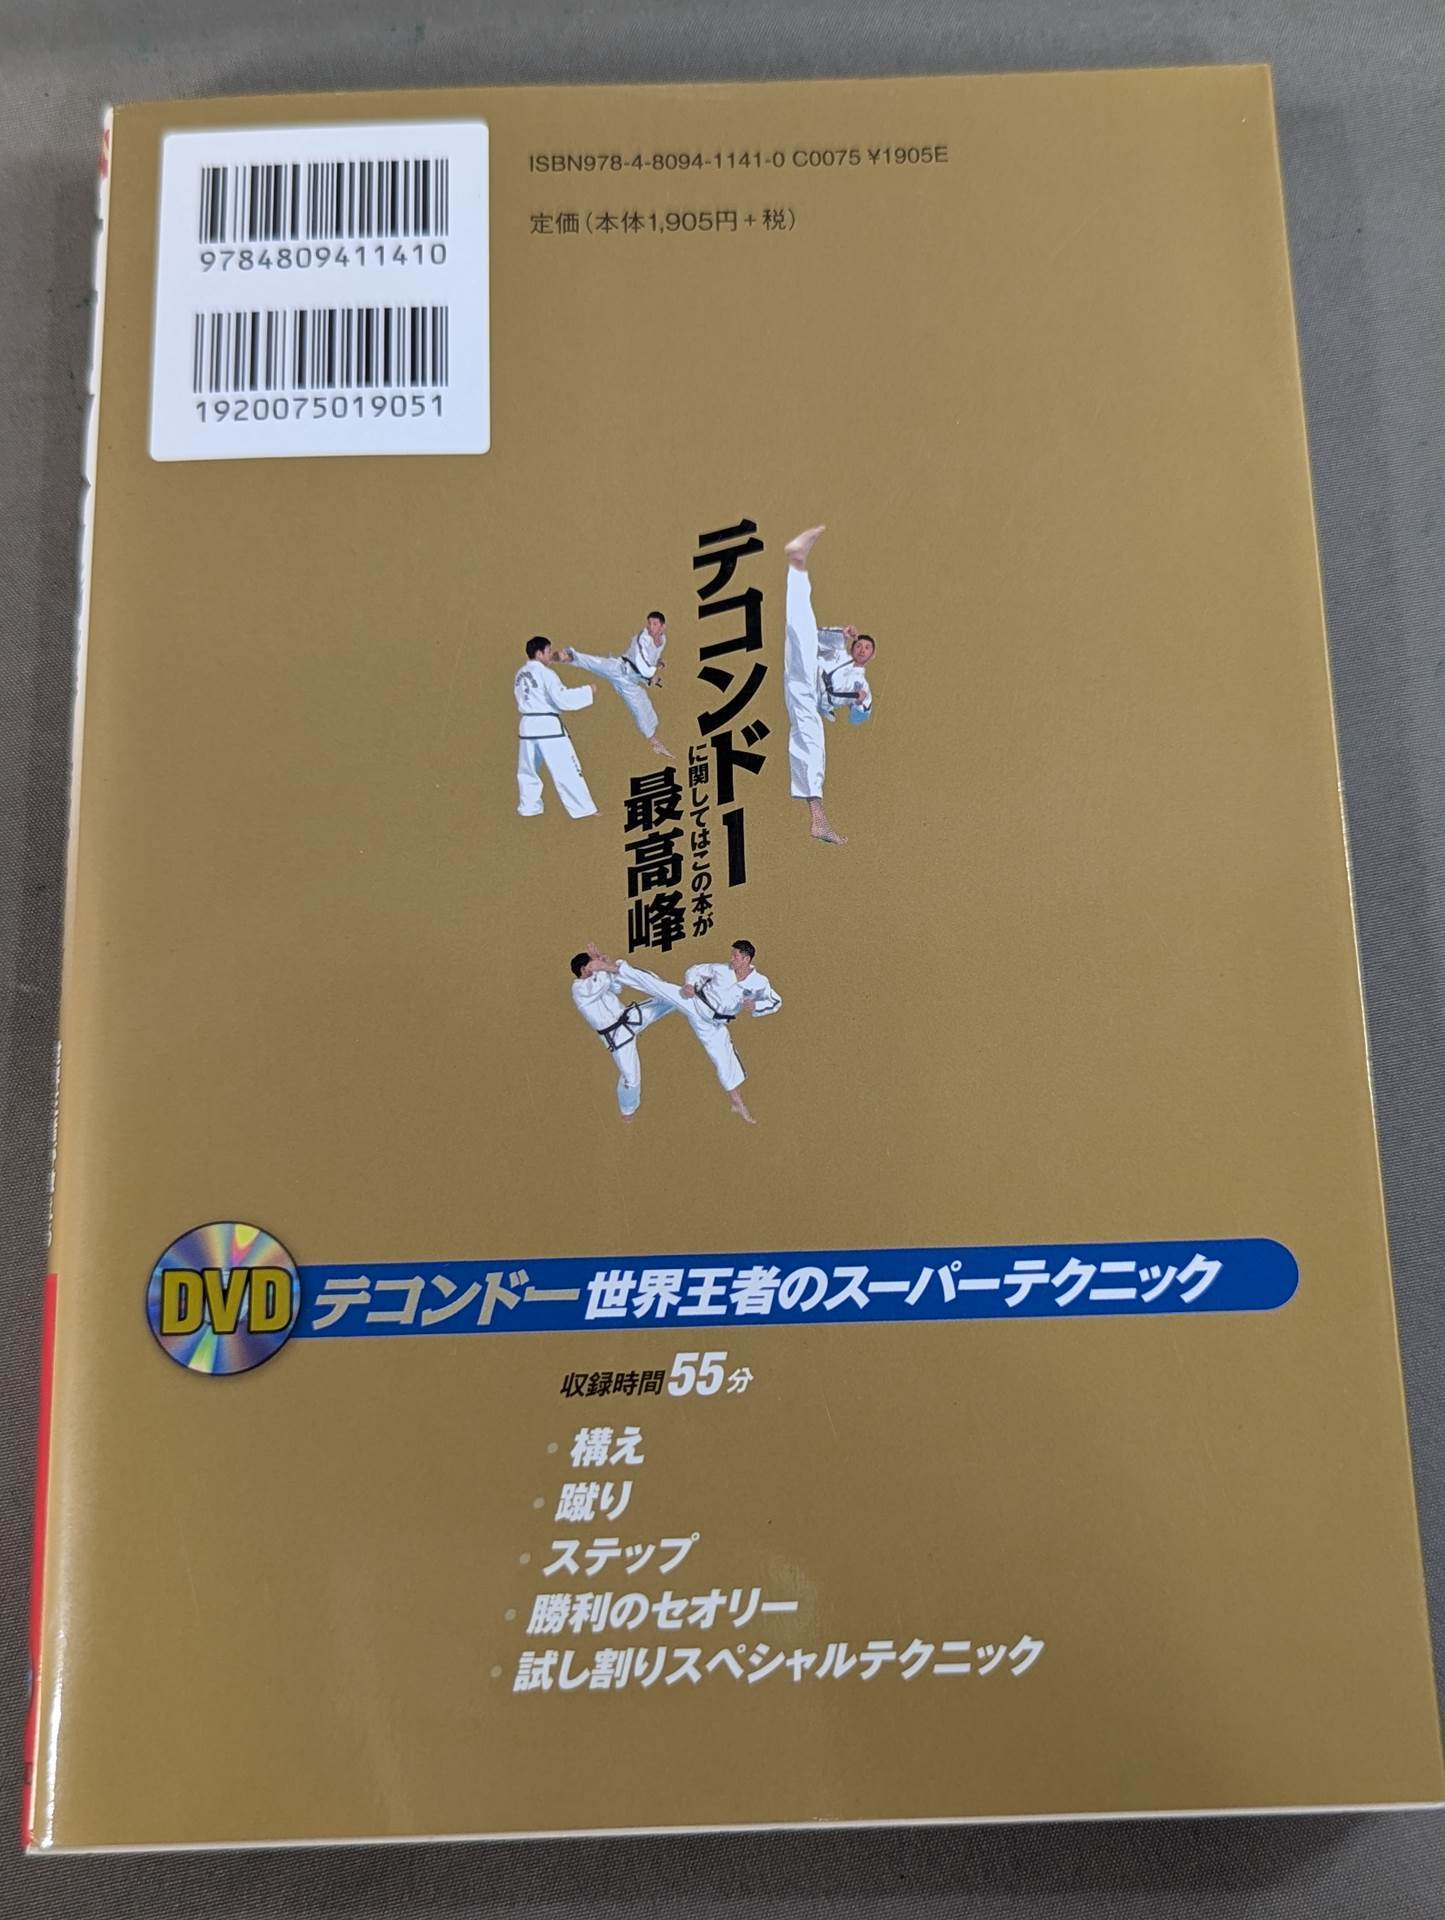 ISBN978-4-8094-1141-0 C0075 ¥1905E
定価(本体1,905円+税)
9784809411410
1920075019051
テコンドー
に関してはこの本が
最高峰
DVD テコンドー世界王者のスーパーテクニック
収録時間55分
・構え
・蹴り
・ステップ
・勝利のセオリー
・試し割りスペシャルテクニック